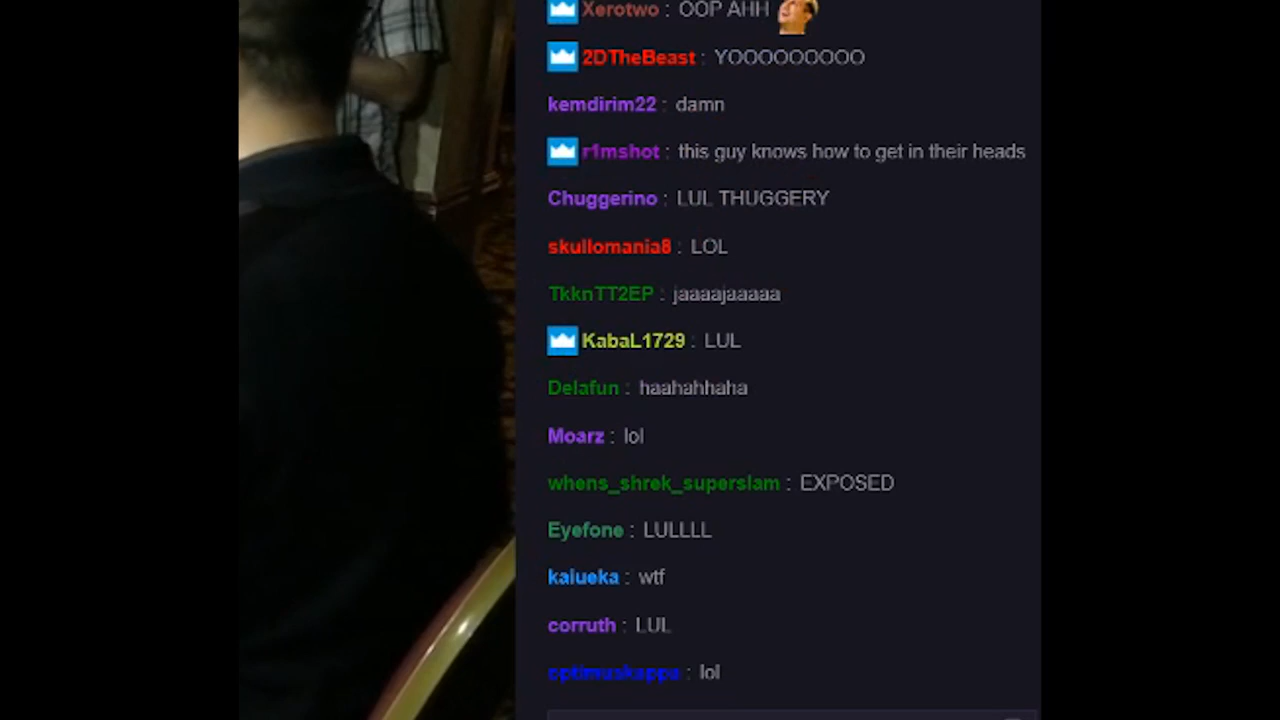 Xerotwo : OOP AHH
2DTheBeast : YOOOOOOOOO
kemdirim22 : damn
r1mshot : this guy knows how to get in their heads
Chuggerino : LUL THUGGERY
skullomania8 : LOL
TkknTT2EP : jaaaajaaaaa
KabaL1729 : LUL
Delafun : haahahhaha
Moarz : lol
whens_shrek_superslam : EXPOSED
Eyefone : LULLLL
kaiueka : wtf
corruth : LUL
optimuskappa : lol